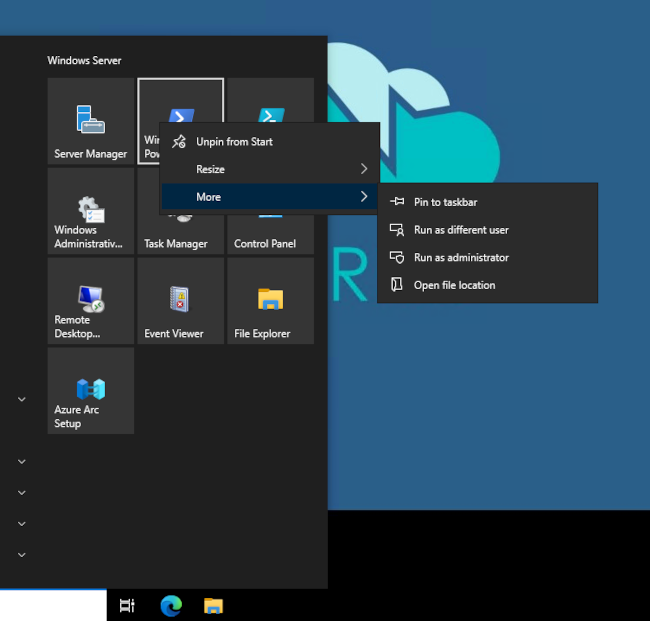 Windows Server
Server Manager
Win
Pow
Unpin from Start
Resize
More
Pin to taskbar
Run as different user
Run as administrator
Open file location
Windows
Administrativ...
Task Manager
Control Panel
Remote
Desktop...
Event Viewer
File Explorer
Azure Arc
Setup
R